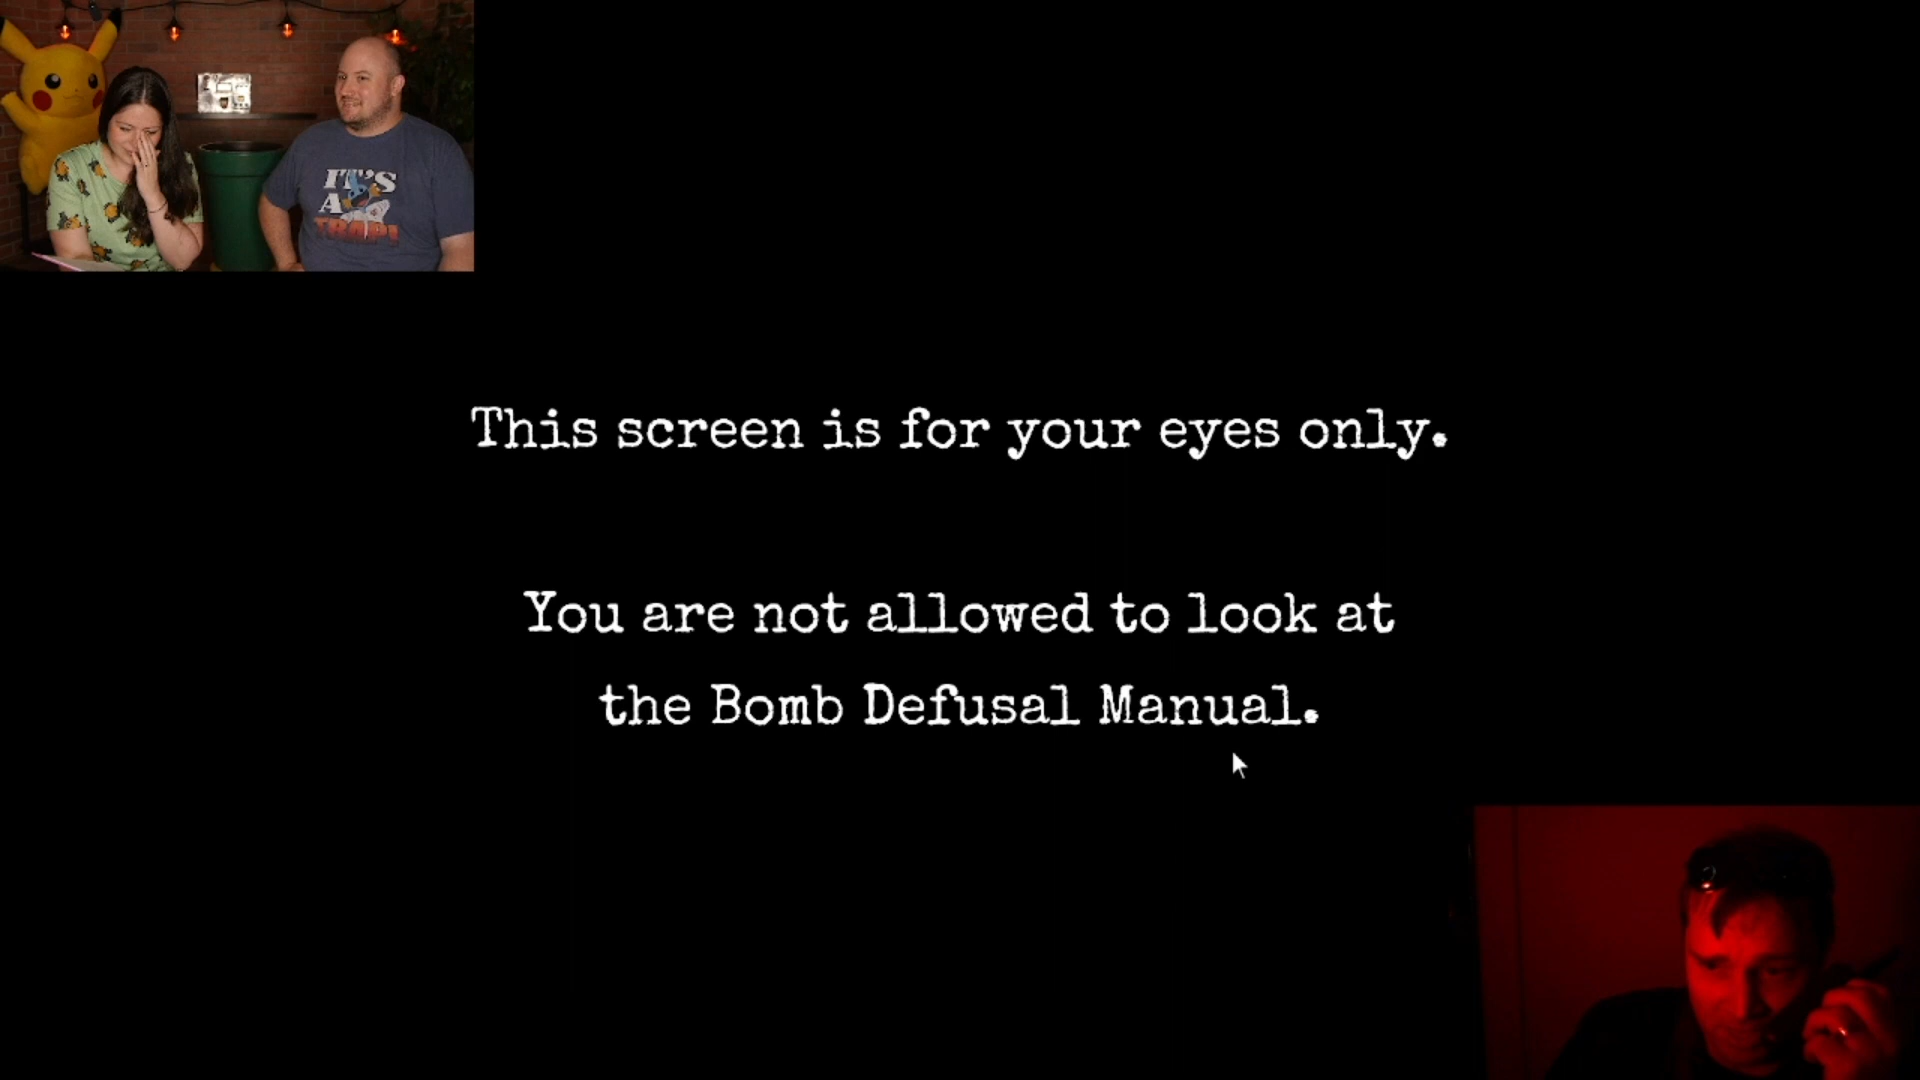 IT'S
A
TRAP!
This screen is for your eyes only.
You are not allowed to look at
the Bomb Defusal Manual.